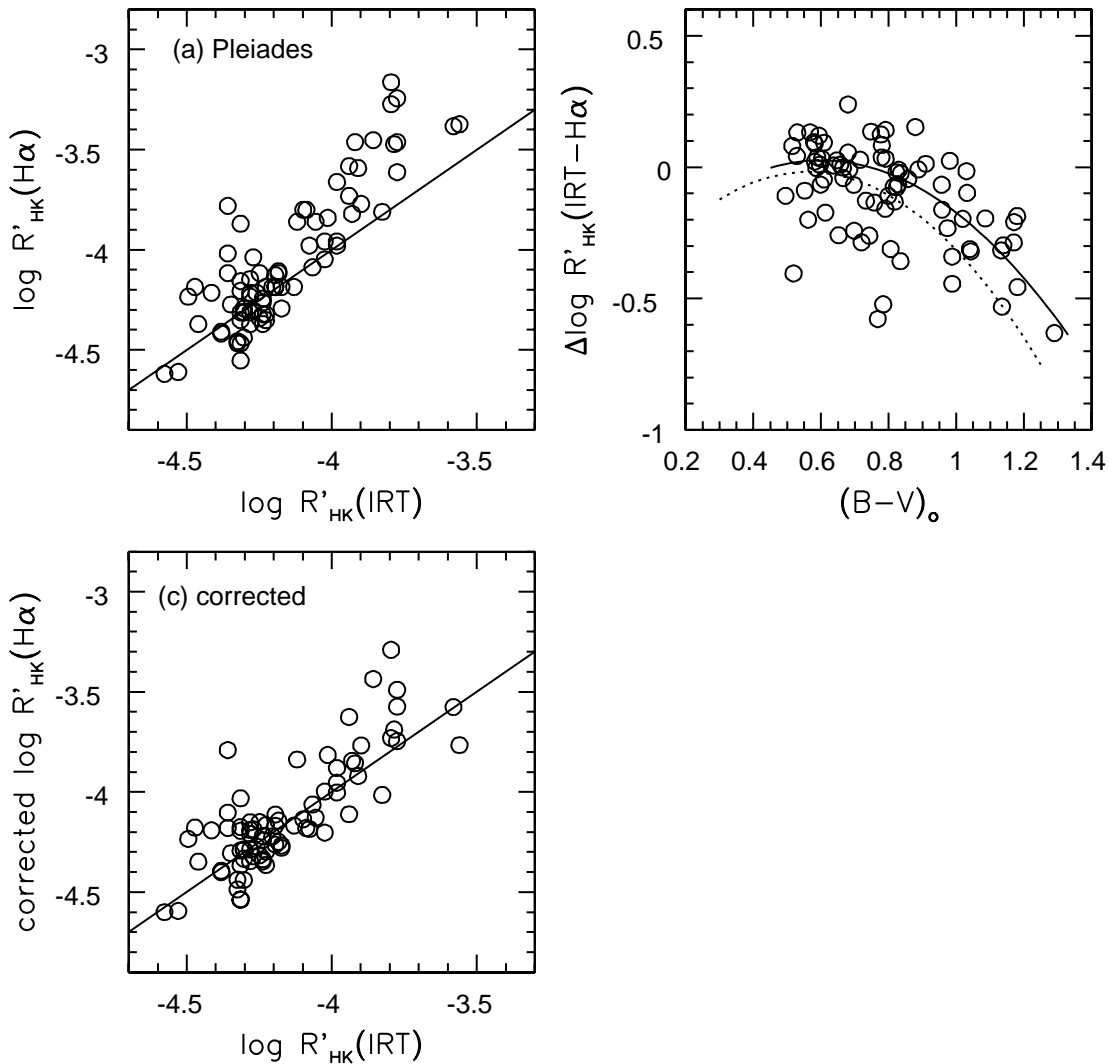 (a) Pleiades
-3
-3.5
-4
-4.5
log R'HK(Hα)
-4.5 -4 -3.5
log R'HK(IRT)
0.5
0
-0.5
-1
Δlog R'HK(IRT−Hα)
0.2 0.4 0.6 0.8 1 1.2 1.4
(B−V)o
(c) corrected
-3
-3.5
-4
-4.5
corrected log R'HK(Hα)
-4.5 -4 -3.5
log R'HK(IRT)